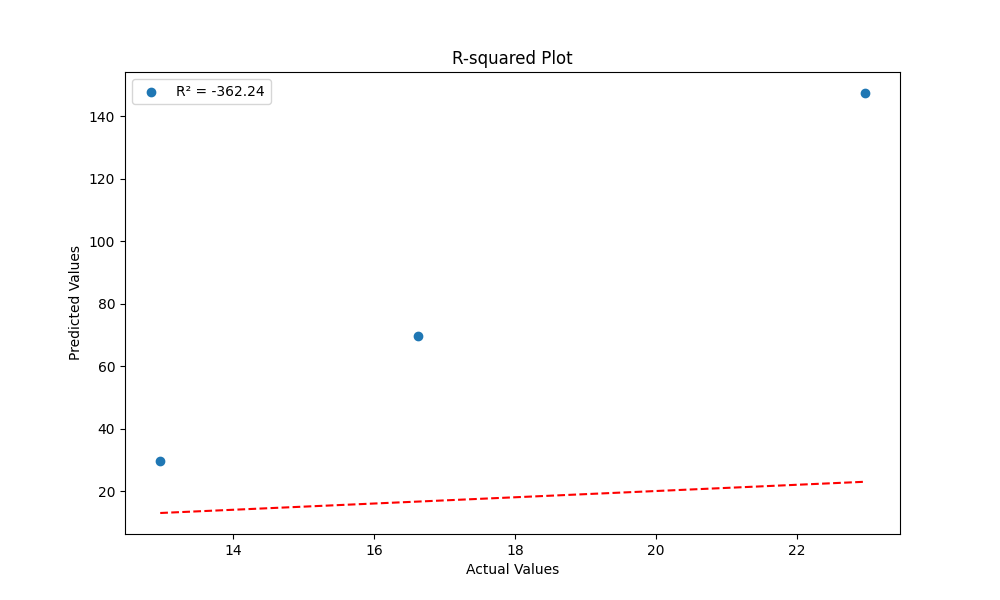 R-squared Plot
R² = -362.24
Predicted Values
140
120
100
80
60
40
20
14 16 18 20 22
Actual Values